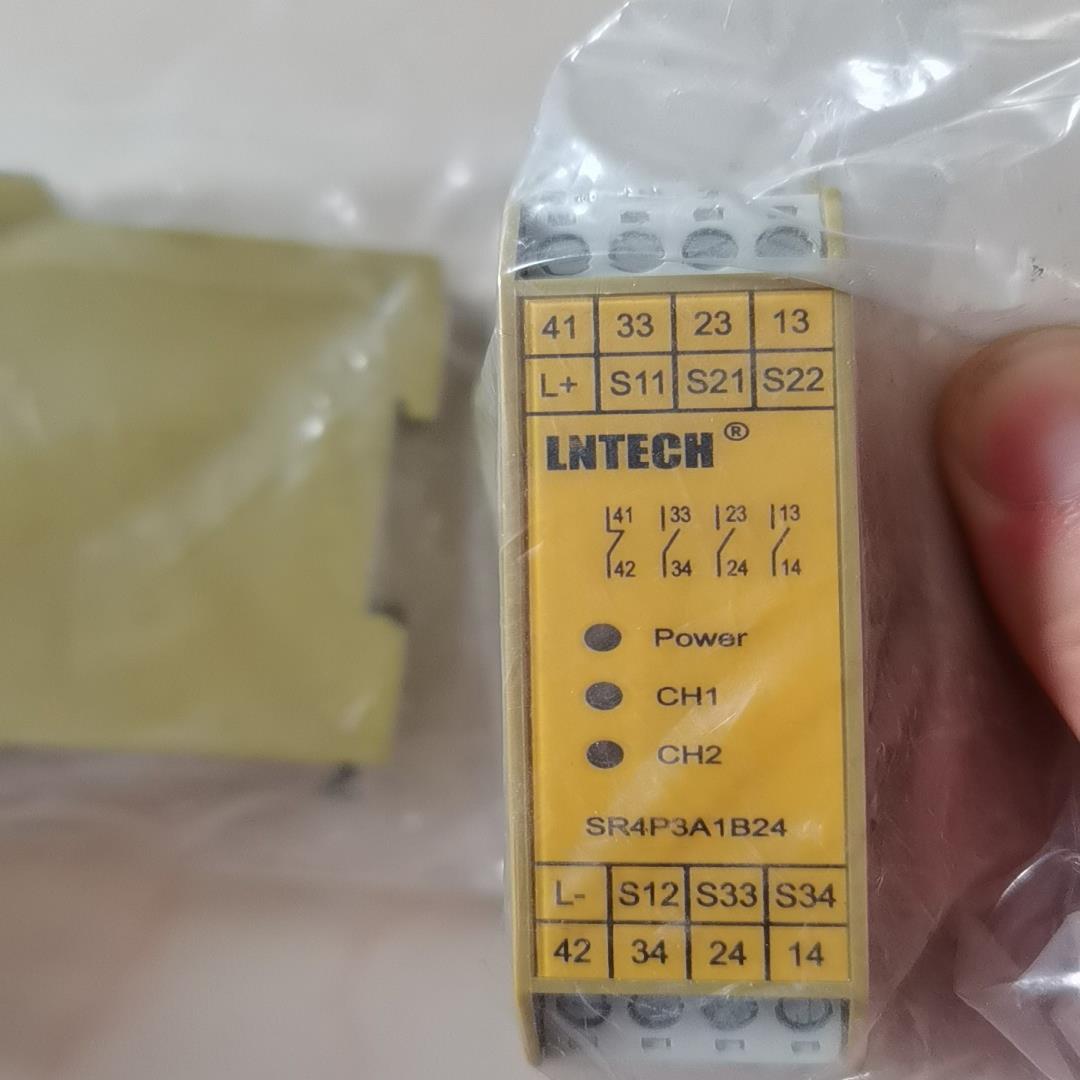 41 33 23 13
L+ S11 S21 S22
LNTECH®
41 33 23 13
42 34 24 14
Power
CH1
CH2
SR4P3A1B24
L- S12 S33 S34
42 34 24 14